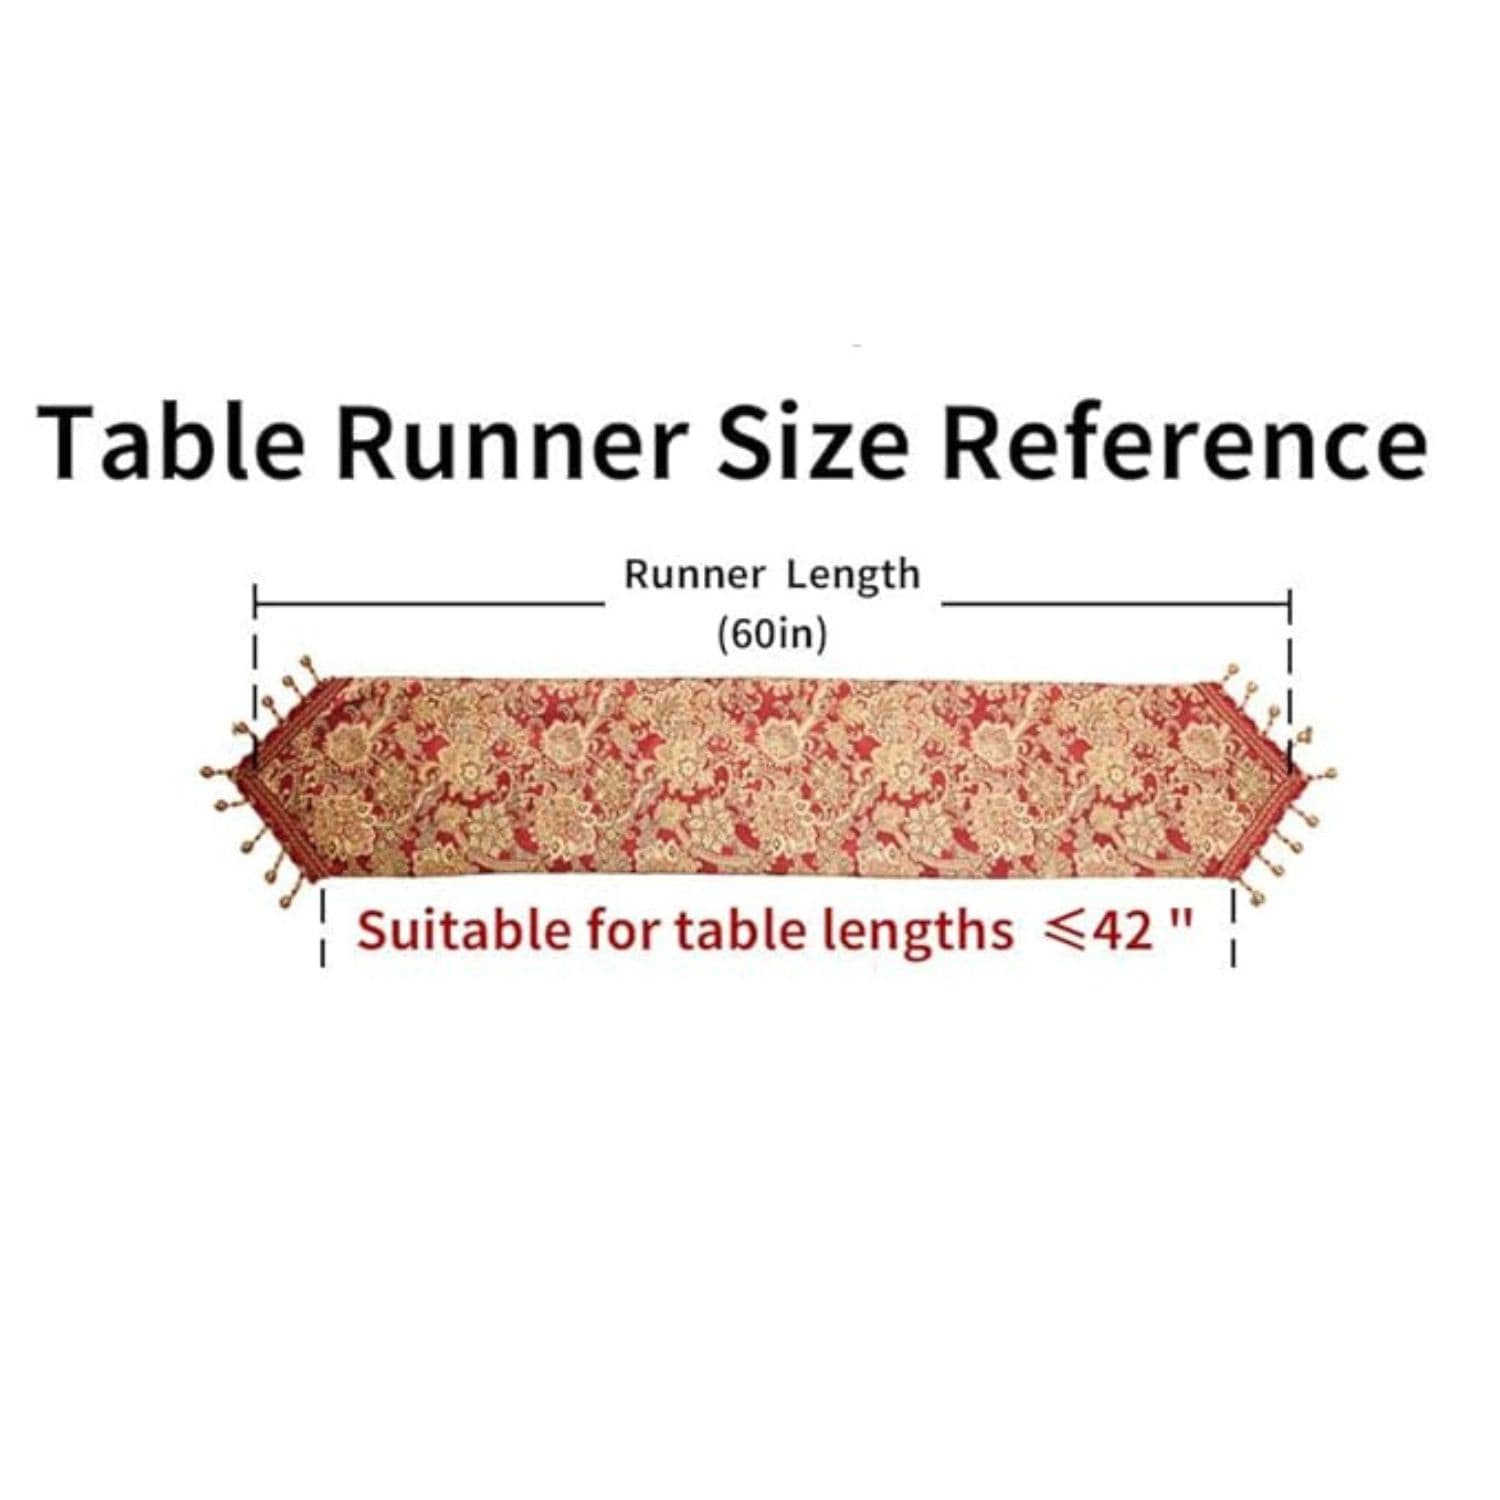 Table Runner Size Reference
Runner Length
(60in)
Suitable for table lengths ⩽42 "